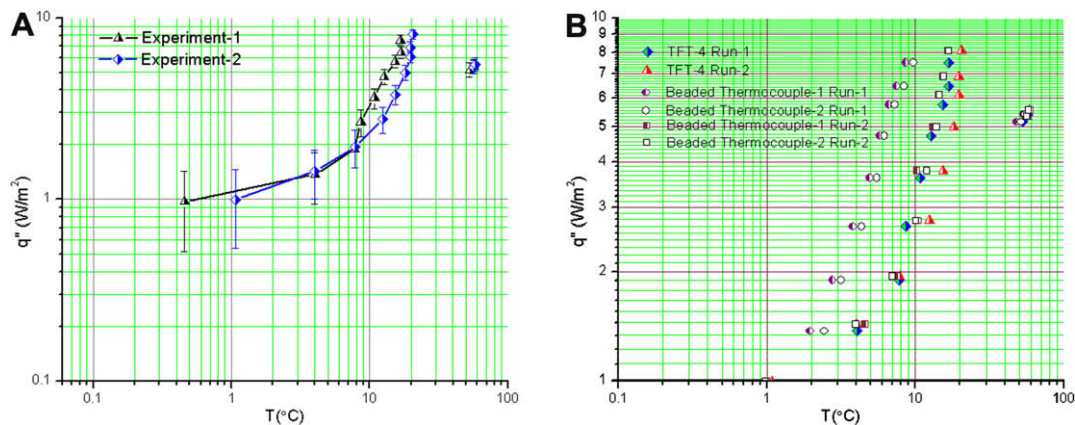 A
Experiment-1
Experiment-2
q" (W/m²)
10
1
0.1
0.1 1 10 100
T(°C)
B
TFT-4 Run-1
TFT-4 Run-2
Beaded Thermocouple-1 Run-1
Beaded Thermocouple-2 Run-1
Beaded Thermocouple-1 Run-2
Beaded Thermocouple-2 Run-2
q" (W/m²)
10
9
8
7
6
5
4
3
2
1
0.1 1 10 100
T(°C)